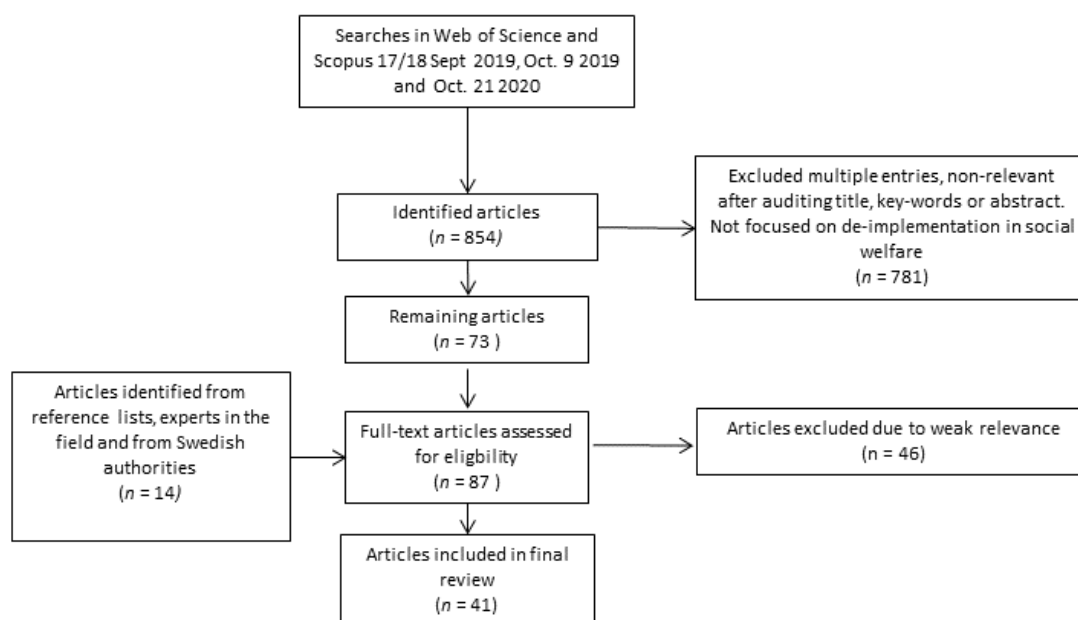 Searches in Web of Science and
Scopus 17/18 Sept 2019, Oct. 9 2019
and Oct. 21 2020
Identified articles
(n = 854)
Excluded multiple entries, non-relevant
after auditing title, key-words or abstract.
Not focused on de-implementation in social
welfare
(n = 781)
Remaining articles
(n = 73 )
Articles identified from
reference lists, experts in the
field and from Swedish
authorities
(n = 14)
Full-text articles assessed
for eligbility
(n = 87 )
Articles excluded due to weak relevance
(n = 46)
Articles included in final
review
(n = 41)